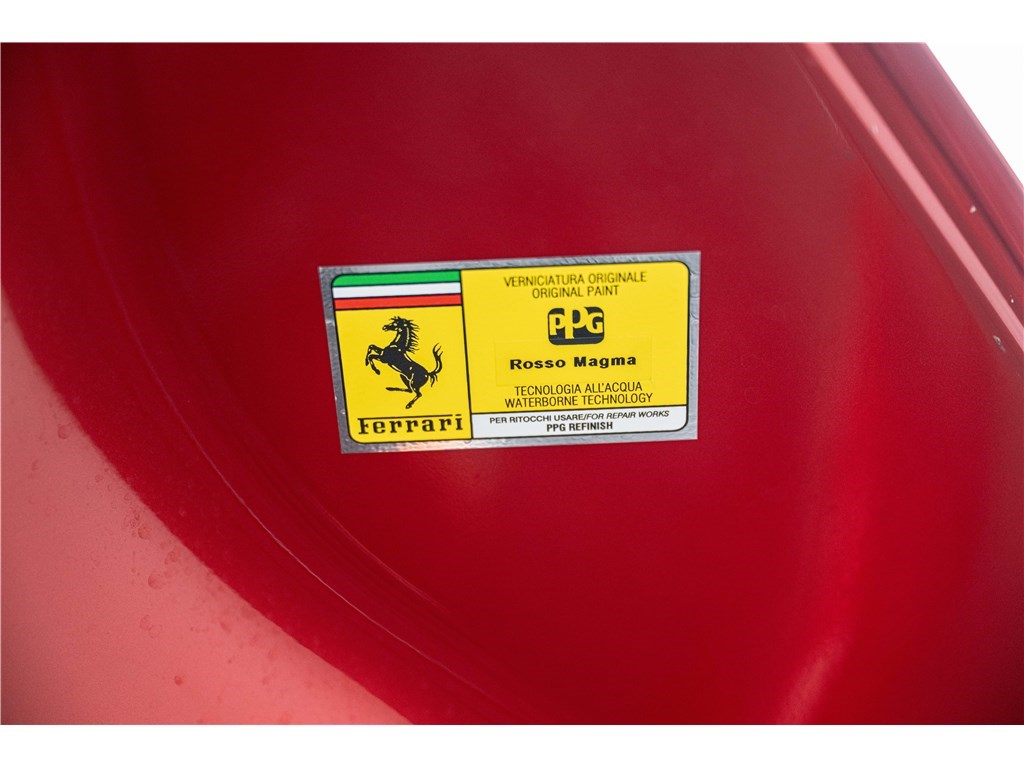 Ferrari
VERNICIATURA ORIGINALE
ORIGINAL PAINT
PPG
Rosso Magma
TECNOLOGIA ALL'ACQUA
WATERBORNE TECHNOLOGY
PER RITOCCHI USARE/FOR REPAIR WORKS
PPG REFINISH